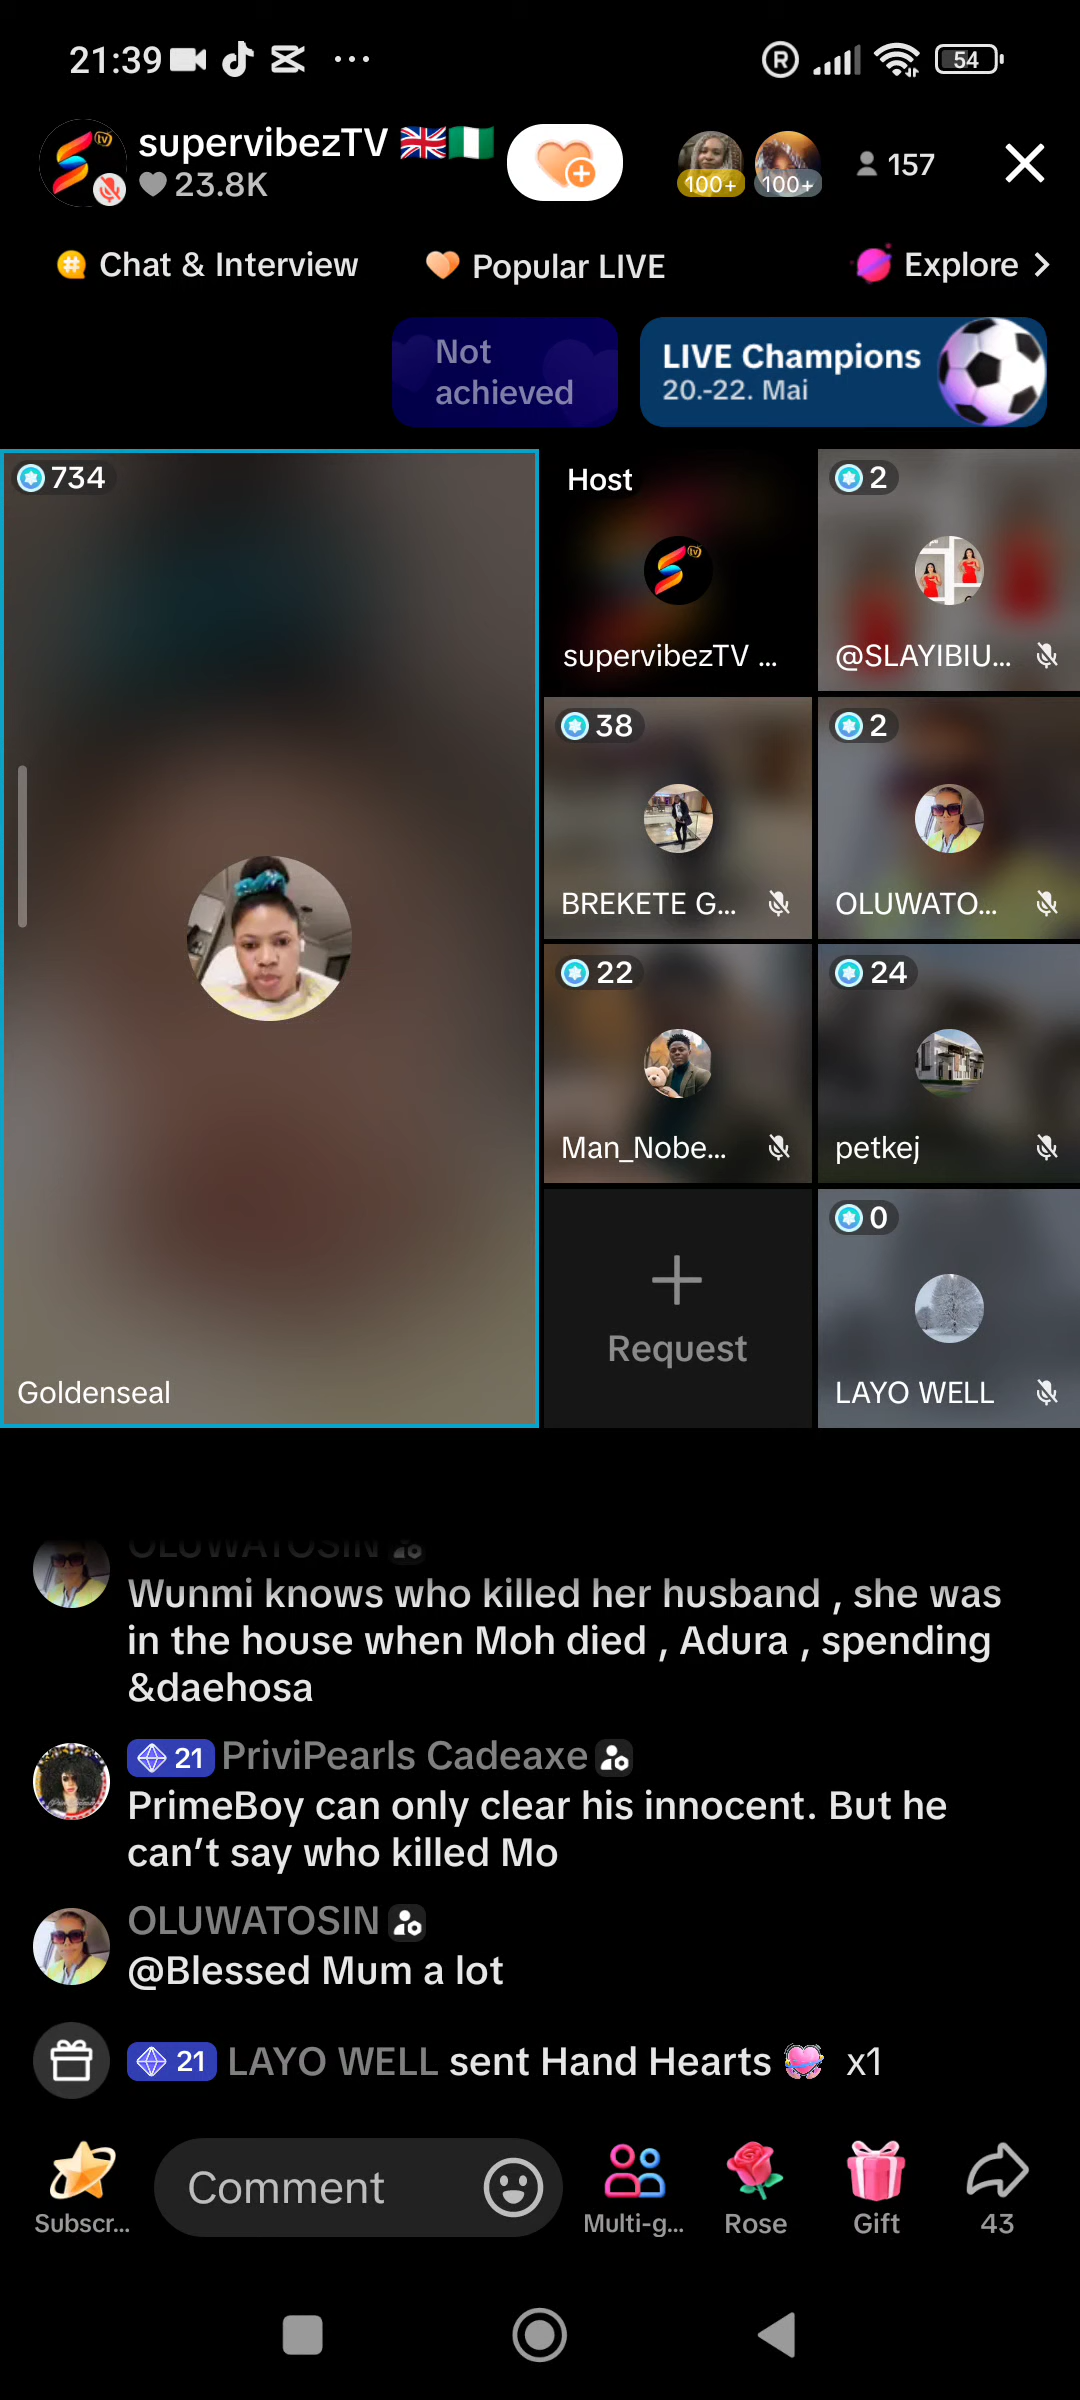 21:39
R
54
supervibezTV 🇬🇧🇳🇬
23.8K
100+
100+
157
Chat & Interview
Popular LIVE
Explore
Not
achieved
LIVE Champions
20.-22. Mai
734
Goldenseal
Host
supervibezTV ...
2
@SLAYIBIU...
38
BREKETE G...
2
OLUWATO...
22
Man_Nobe...
24
petkej
Request
0
LAYO WELL
OLUWATOSIN
Wunmi knows who killed her husband , she was
in the house when Moh died , Adura , spending
&daehosa
21 PriviPearls Cadeaxe
PrimeBoy can only clear his innocent. But he
can't say who killed Mo
OLUWATOSIN
@Blessed Mum a lot
21 LAYO WELL sent Hand Hearts x1
Subscr...
Comment
Multi-g...
Rose
Gift
43